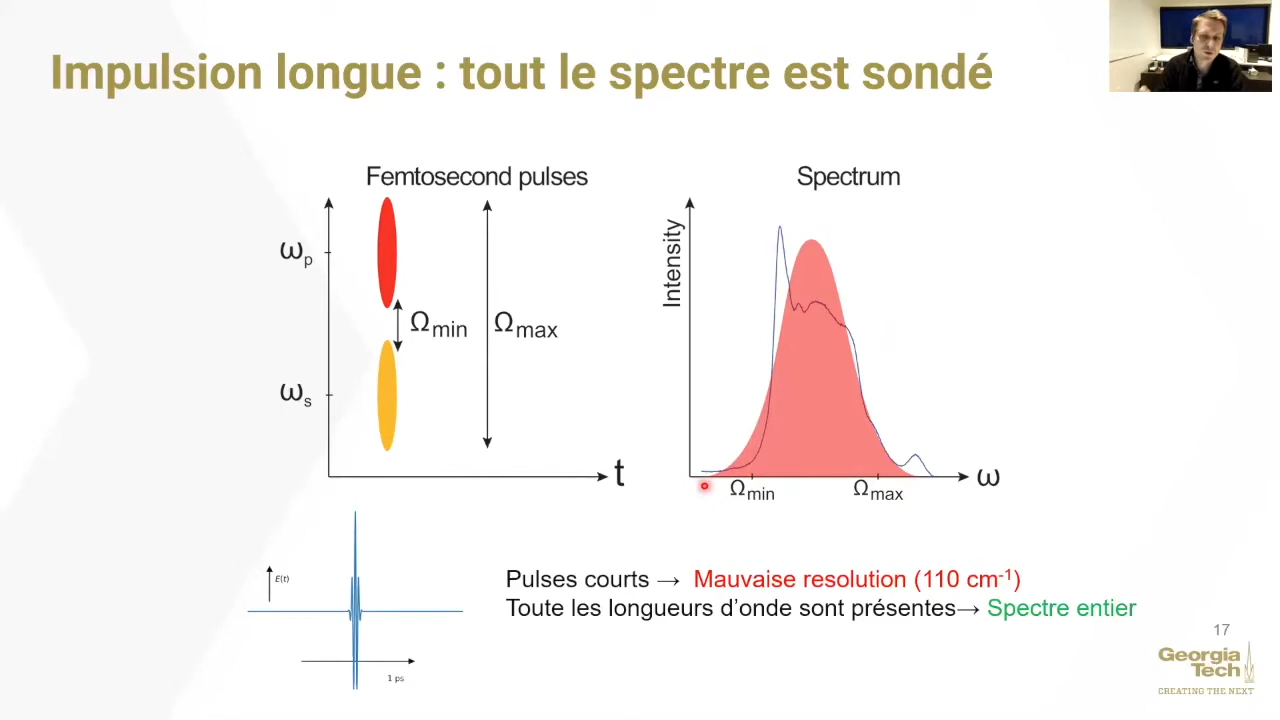 Impulsion longue : tout le spectre est sondé
Femtosecond pulses
ωp
Ωmin
Ωmax
ωs
t
Spectrum
Intensity
Ωmin
Ωmax
ω
E(t)
1 ps
Pulses courts → Mauvaise resolution (110 cm-1)
Toute les longueurs d’onde sont présentes→ Spectre entier
17
Georgia
Tech
CREATING THE NEXT